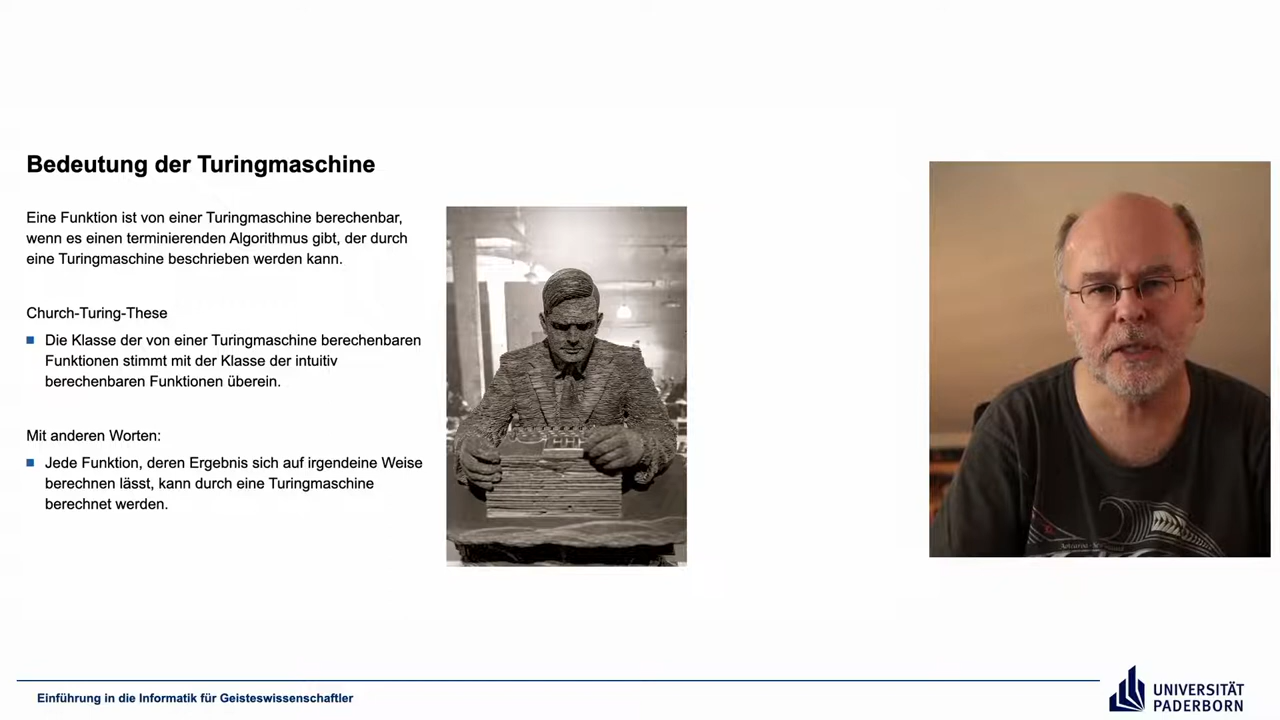 Bedeutung der Turingmaschine
Eine Funktion ist von einer Turingmaschine berechenbar,
wenn es einen terminierenden Algorithmus gibt, der durch
eine Turingmaschine beschrieben werden kann.
Church-Turing-These
Die Klasse der von einer Turingmaschine berechenbaren
Funktionen stimmt mit der Klasse der intuitiv
berechenbaren Funktionen überein.
Mit anderen Worten:
Jede Funktion, deren Ergebnis sich auf irgendeine Weise
berechnen lässt, kann durch eine Turingmaschine
berechnet werden.
Einführung in die Informatik für Geisteswissenschaftler
UNIVERSITÄT
PADERBORN